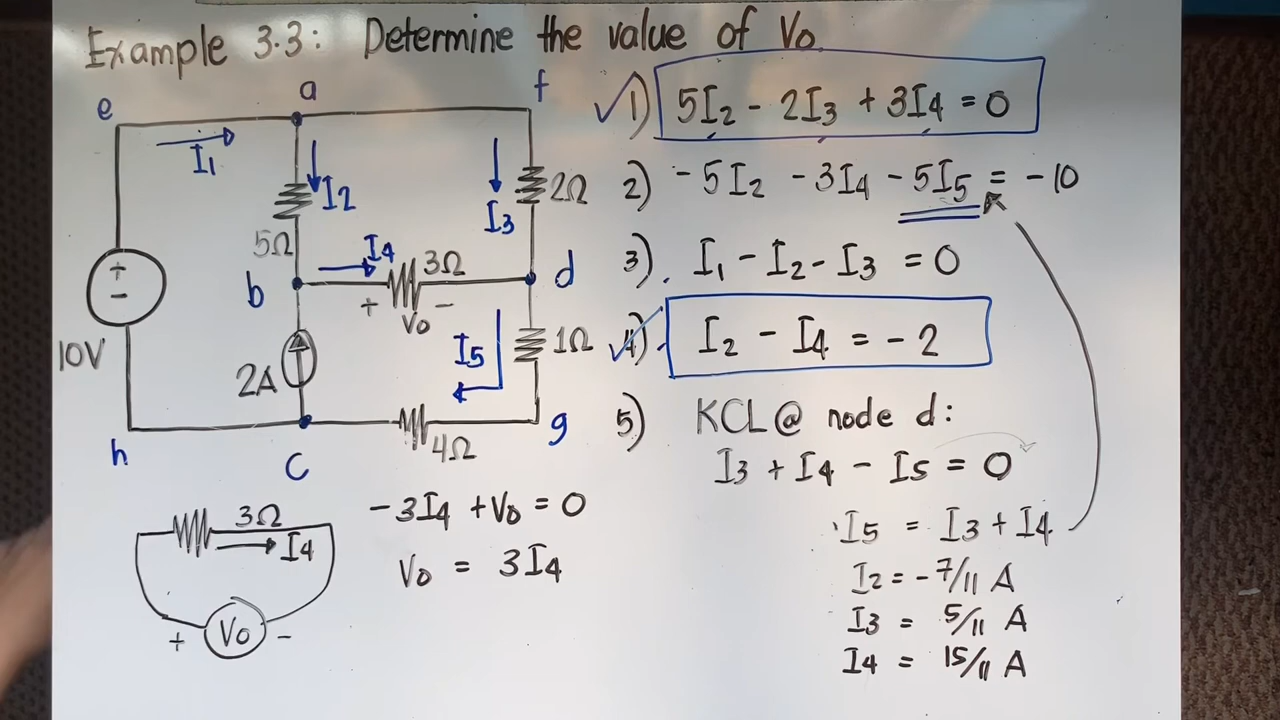 Example 3.3: Determine the value of Vo
e
a
f
I1
I2
I3
2Ω
5Ω
I4
3Ω
b
d
+
-
+ Vo -
10V
2A
I5
1Ω
h
c
4Ω
g
3Ω
I4
+ Vo -
-3I4 + Vo = 0
Vo = 3I4
1) 5I2 - 2I3 + 3I4 = 0
2) -5I2 - 3I4 - 5I5 = -10
3). I1 - I2 - I3 = 0
4). I2 - I4 = -2
5) KCL @ node d:
I3 + I4 - I5 = 0
I5 = I3 + I4
I2 = -7/11 A
I3 = 5/11 A
I4 = 15/11 A